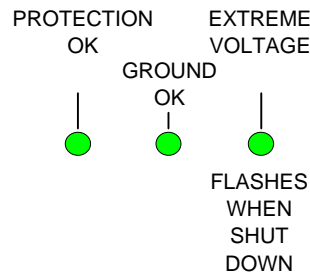 PROTECTION
OK
GROUND
OK
EXTREME
VOLTAGE
FLASHES
WHEN
SHUT
DOWN